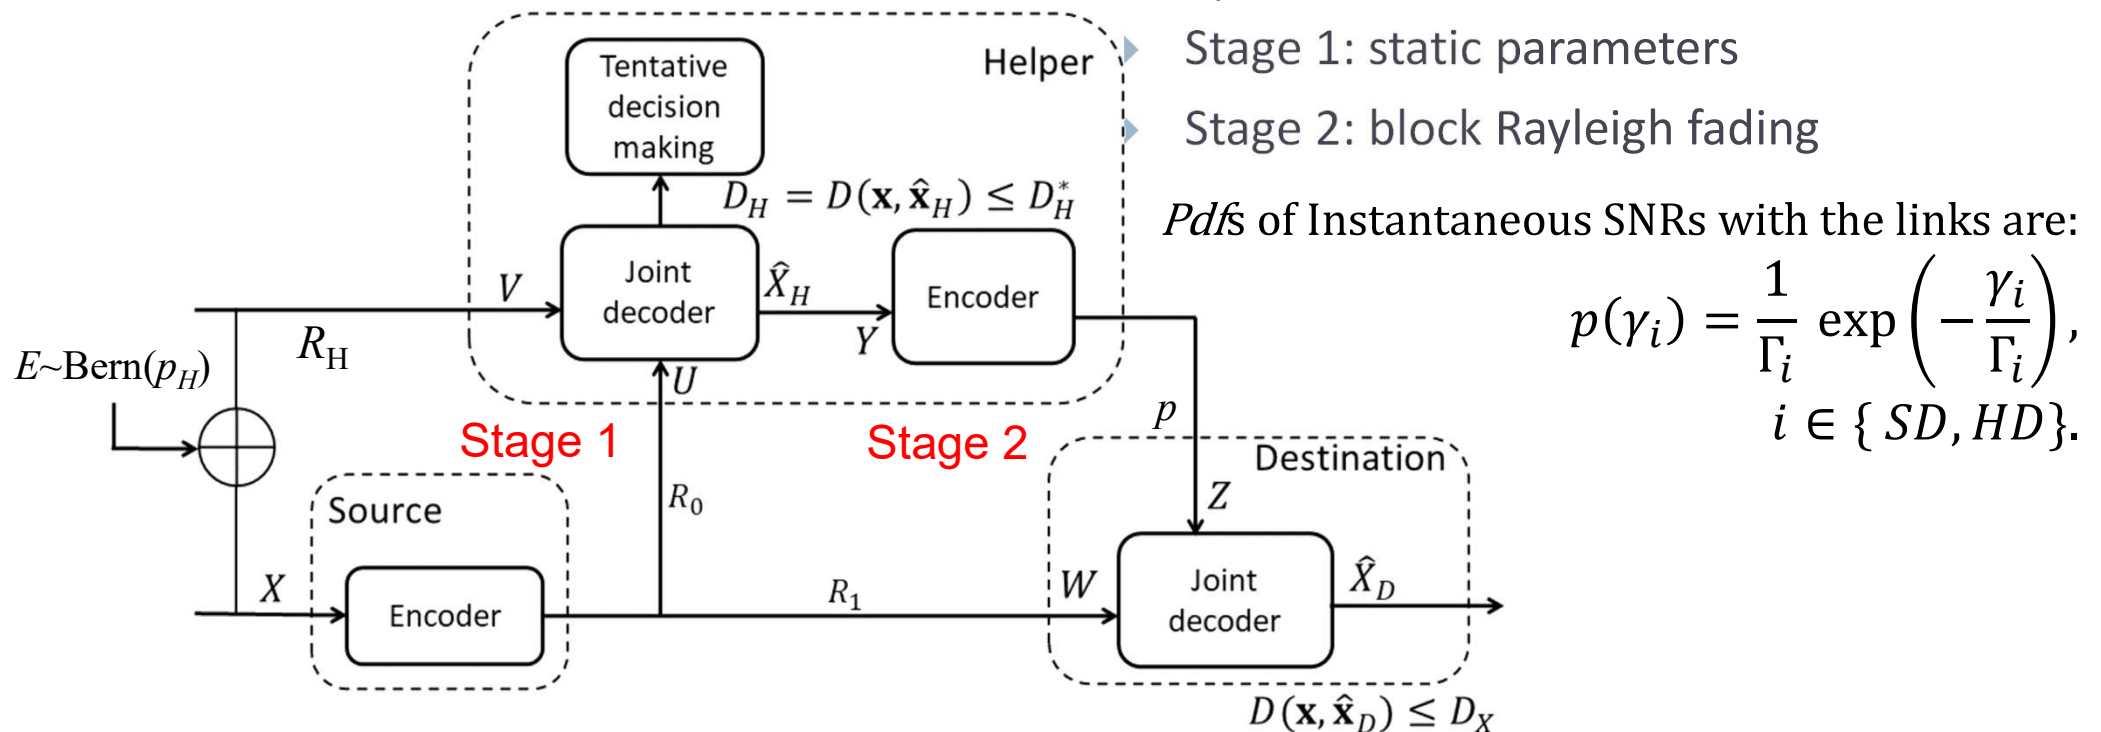 Tentative
decision
making
Helper
D_H = D(𝐱, 𝐱̂_H) ≤ D_H^*
V
Joint
decoder
X̂_H
Y
Encoder
R_H
U
E~Bern(p_H)
Stage 1
Stage 2
p
Destination
Source
R_0
Z
X
Encoder
R_1
W
Joint
decoder
X̂_D
D(𝐱, 𝐱̂_D) ≤ D_X
Stage 1: static parameters
Stage 2: block Rayleigh fading
Pdfs of Instantaneous SNRs with the links are:
p(γ_i) = 1/Γ_i exp(−γ_i/Γ_i),
i ∈ { SD, HD}.